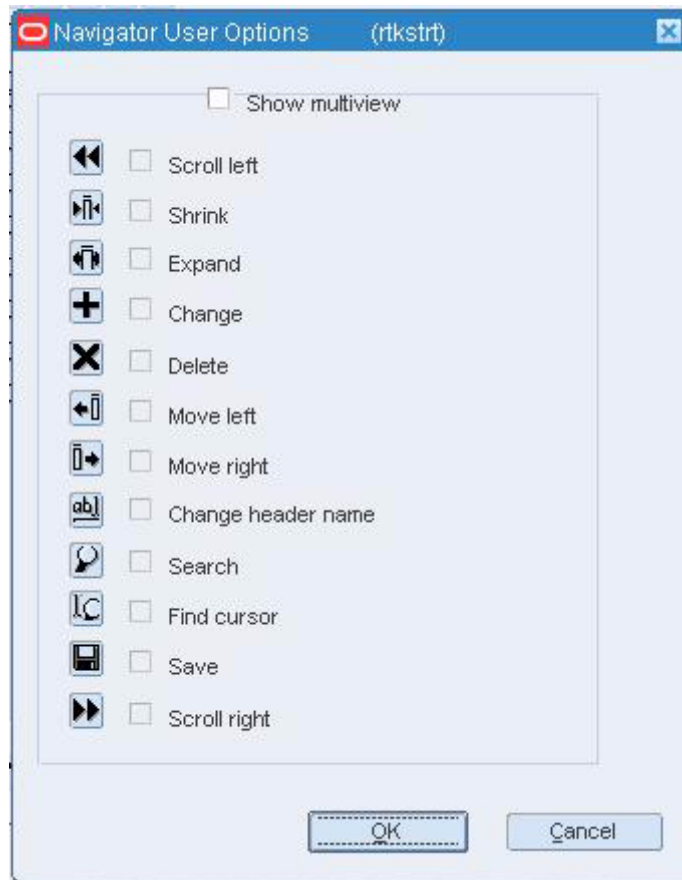 Navigator User Options (rtkstrt)
Show multiview
Scroll left
Shrink
Expand
Change
Delete
Move left
Move right
abl Change header name
Search
Find cursor
Save
Scroll right
OK Cancel